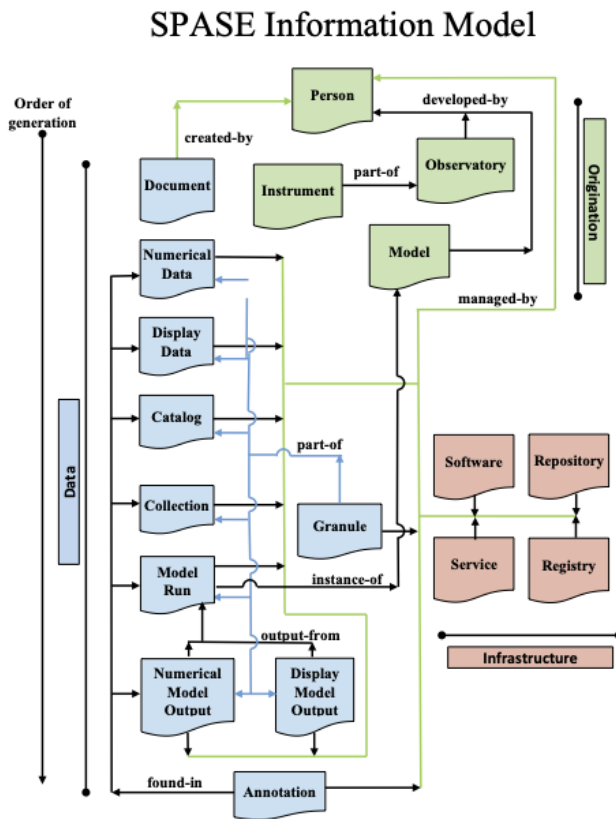 SPASE Information Model
Order of
generation
Person
developed-by
created-by
Document
Instrument
part-of
Observatory
Origination
Numerical
Data
Model
managed-by
Display
Data
Catalog
part-of
Software
Repository
Data
Collection
Granule
Service
Registry
Model
Run
instance-of
output-from
Infrastructure
Numerical
Model
Output
Display
Model
Output
found-in
Annotation